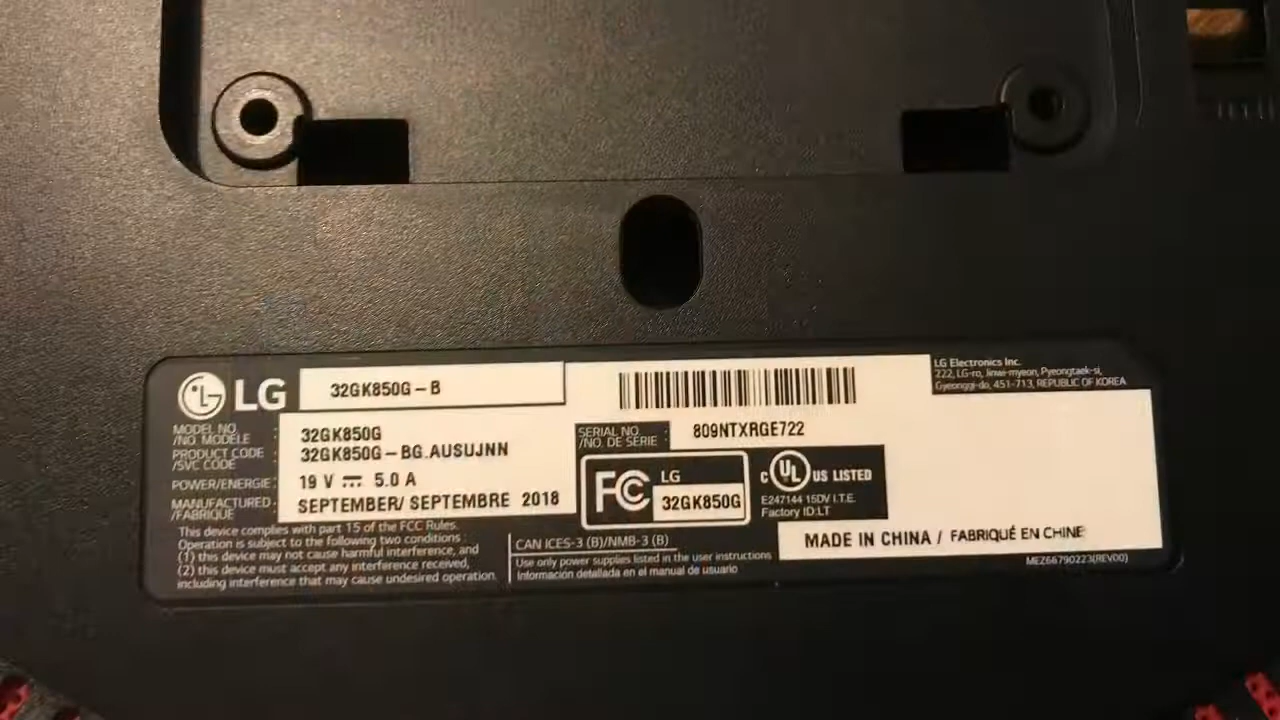 LG
32GK850G-B
LG Electronics Inc.
222, LG-ro, Jinwi-myeon, Pyeongtaek-si,
Gyeonggi-do, 451-713, REPUBLIC OF KOREA
MODEL NO.
/NO. MODÈLE : 32GK850G
PRODUCT CODE
/SVC CODE : 32GK850G-BG.AUSUJNN
POWER/ÉNERGIE: 19 V ⎓ 5.0 A
MANUFACTURED
/FABRIQUÉ : SEPTEMBER/ SEPTEMBRE 2018
SERIAL NO.
/NO. DE SÉRIE : 809NTXRGE722
FC LG
32GK850G
C UL US LISTED
E247144 15DV I.T.E.
Factory ID:LT
This device complies with part 15 of the FCC Rules.
Operation is subject to the following two conditions :
(1) this device may not cause harmful interference, and
(2) this device must accept any interference received,
including interference that may cause undesired operation.
CAN ICES-3 (B)/NMB-3 (B)
Use only power supplies listed in the user instructions
Información detallada en el manual de usuario
MADE IN CHINA / FABRIQUÉ EN CHINE
MEZ66790223(REV00)